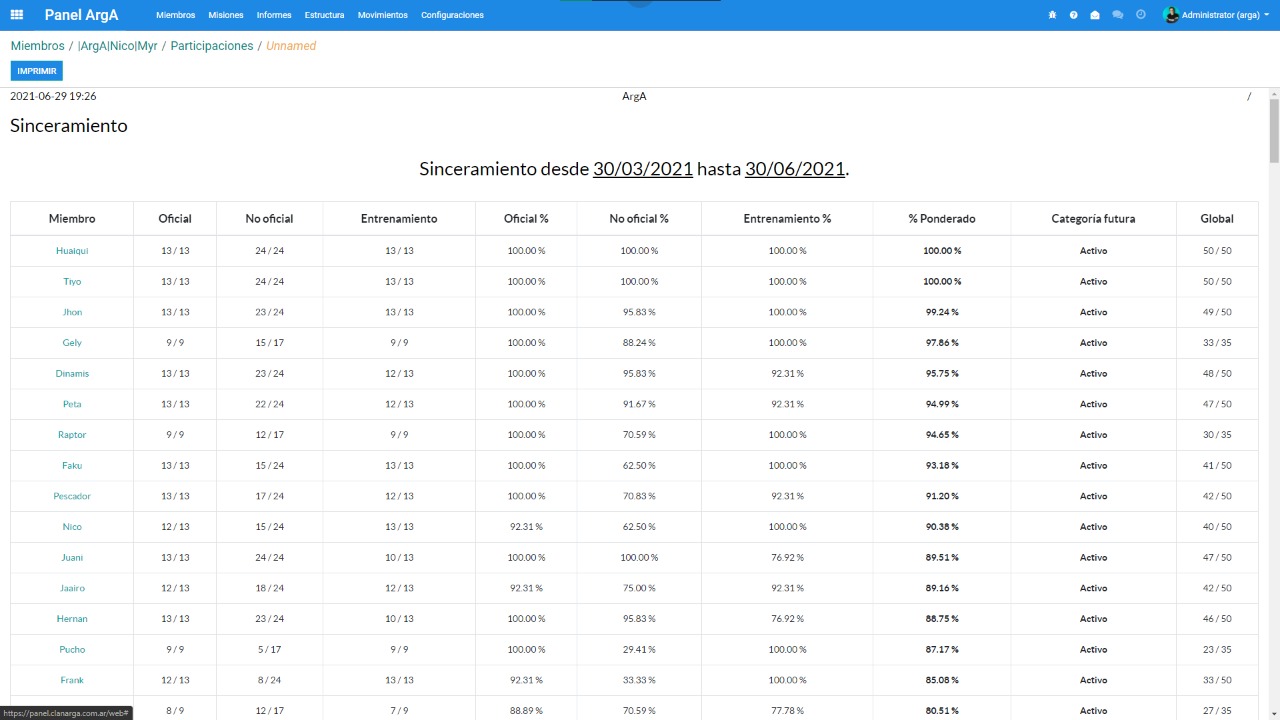 Panel ArgA Miembros Misiones Informes Estructura Movimientos Configuraciones Administrator (arga)
Miembros / |ArgA|Nico|Myr / Participaciones / Unnamed
IMPRIMIR
2021-06-29 19:26 ArgA /
Sinceramiento
Sinceramiento desde 30/03/2021 hasta 30/06/2021.
Miembro Oficial No oficial Entrenamiento Oficial % No oficial % Entrenamiento % % Ponderado Categoría futura Global
Huaiqui 13 / 13 24 / 24 13 / 13 100.00 % 100.00 % 100.00 % 100.00 % Activo 50 / 50
Tiyo 13 / 13 24 / 24 13 / 13 100.00 % 100.00 % 100.00 % 100.00 % Activo 50 / 50
Jhon 13 / 13 23 / 24 13 / 13 100.00 % 95.83 % 100.00 % 99.24 % Activo 49 / 50
Gely 9 / 9 15 / 17 9 / 9 100.00 % 88.24 % 100.00 % 97.86 % Activo 33 / 35
Dinamis 13 / 13 23 / 24 12 / 13 100.00 % 95.83 % 92.31 % 95.75 % Activo 48 / 50
Peta 13 / 13 22 / 24 12 / 13 100.00 % 91.67 % 92.31 % 94.99 % Activo 47 / 50
Raptor 9 / 9 12 / 17 9 / 9 100.00 % 70.59 % 100.00 % 94.65 % Activo 30 / 35
Faku 13 / 13 15 / 24 13 / 13 100.00 % 62.50 % 100.00 % 93.18 % Activo 41 / 50
Pescador 13 / 13 17 / 24 12 / 13 100.00 % 70.83 % 92.31 % 91.20 % Activo 42 / 50
Nico 12 / 13 15 / 24 13 / 13 92.31 % 62.50 % 100.00 % 90.38 % Activo 40 / 50
Juani 13 / 13 24 / 24 10 / 13 100.00 % 100.00 % 76.92 % 89.51 % Activo 47 / 50
Jaairo 12 / 13 18 / 24 12 / 13 92.31 % 75.00 % 92.31 % 89.16 % Activo 42 / 50
Hernan 13 / 13 23 / 24 10 / 13 100.00 % 95.83 % 76.92 % 88.75 % Activo 46 / 50
Pucho 9 / 9 5 / 17 9 / 9 100.00 % 29.41 % 100.00 % 87.17 % Activo 23 / 35
Frank 12 / 13 8 / 24 13 / 13 92.31 % 33.33 % 100.00 % 85.08 % Activo 33 / 50
8 / 9 12 / 17 7 / 9 88.89 % 70.59 % 77.78 % 80.51 % Activo 27 / 35
https://panel.clanarga.com.ar/web#